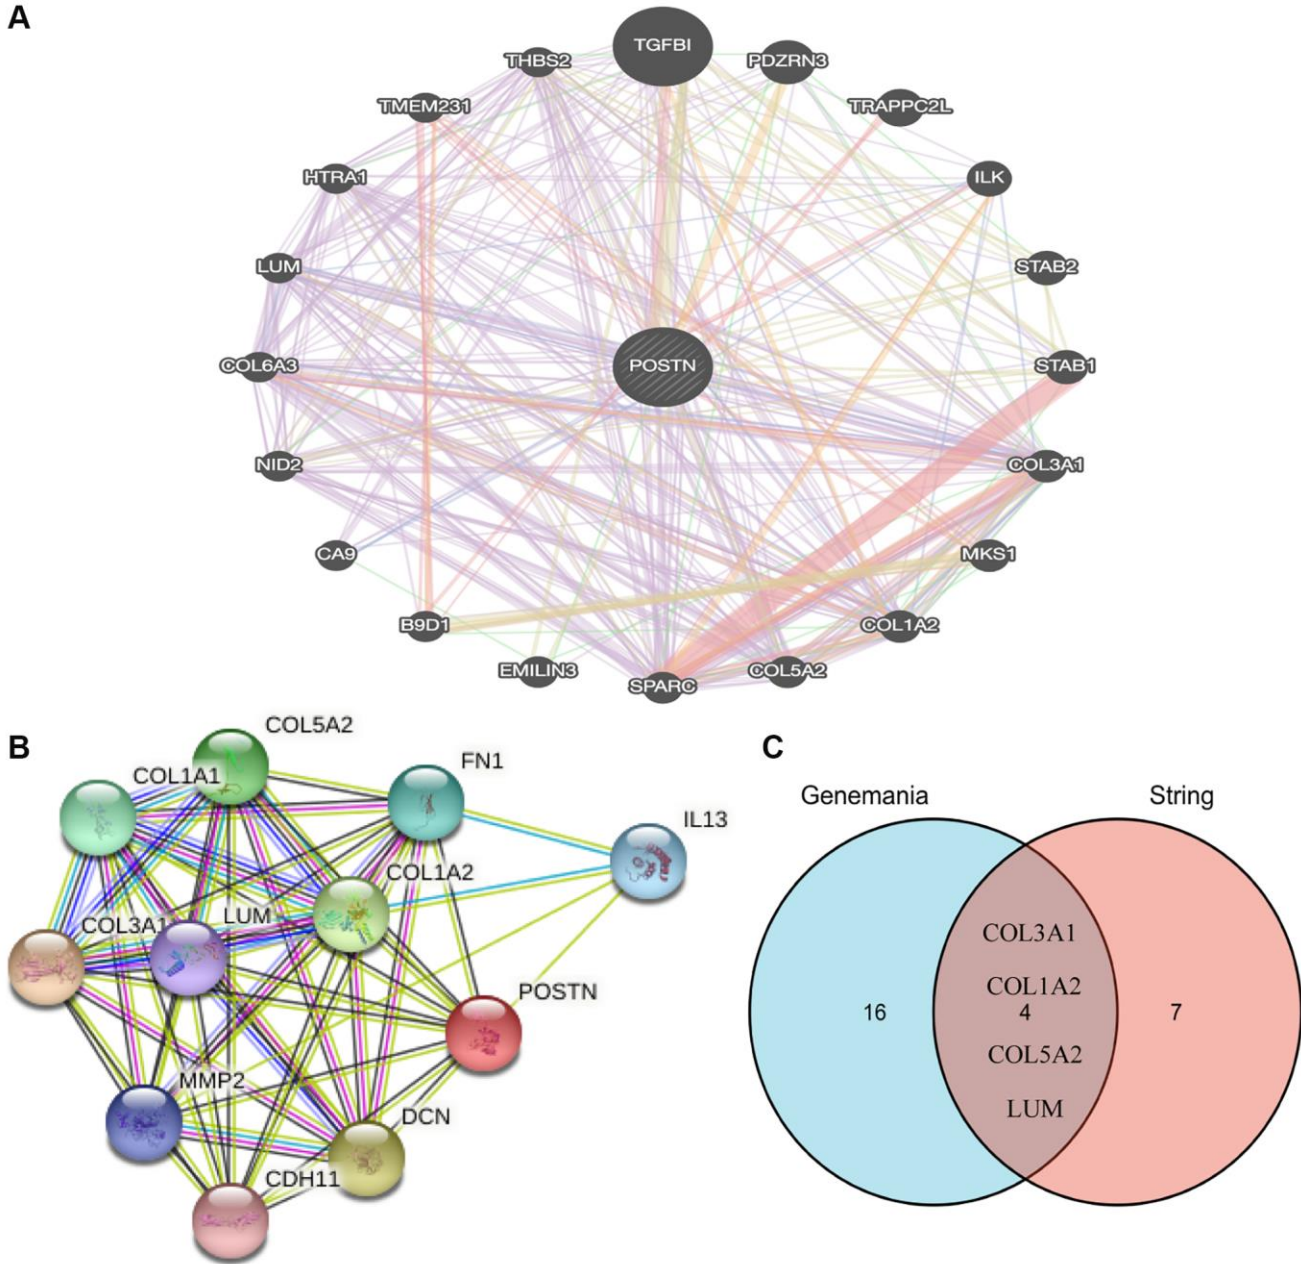 A
TGFBI
THBS2
PDZRN3
TMEM231
TRAPPC2L
HTRA1
ILK
LUM
STAB2
POSTN
COL6A3
STAB1
NID2
COL3A1
CA9
MKS1
B9D1
COL1A2
EMILIN3
COL5A2
SPARC
B
COL5A2
FN1
COL1A1
IL13
COL1A2
LUM
COL3A1
POSTN
MMP2
DCN
CDH11
C
Genemania
String
COL3A1
COL1A2
16
4
7
COL5A2
LUM